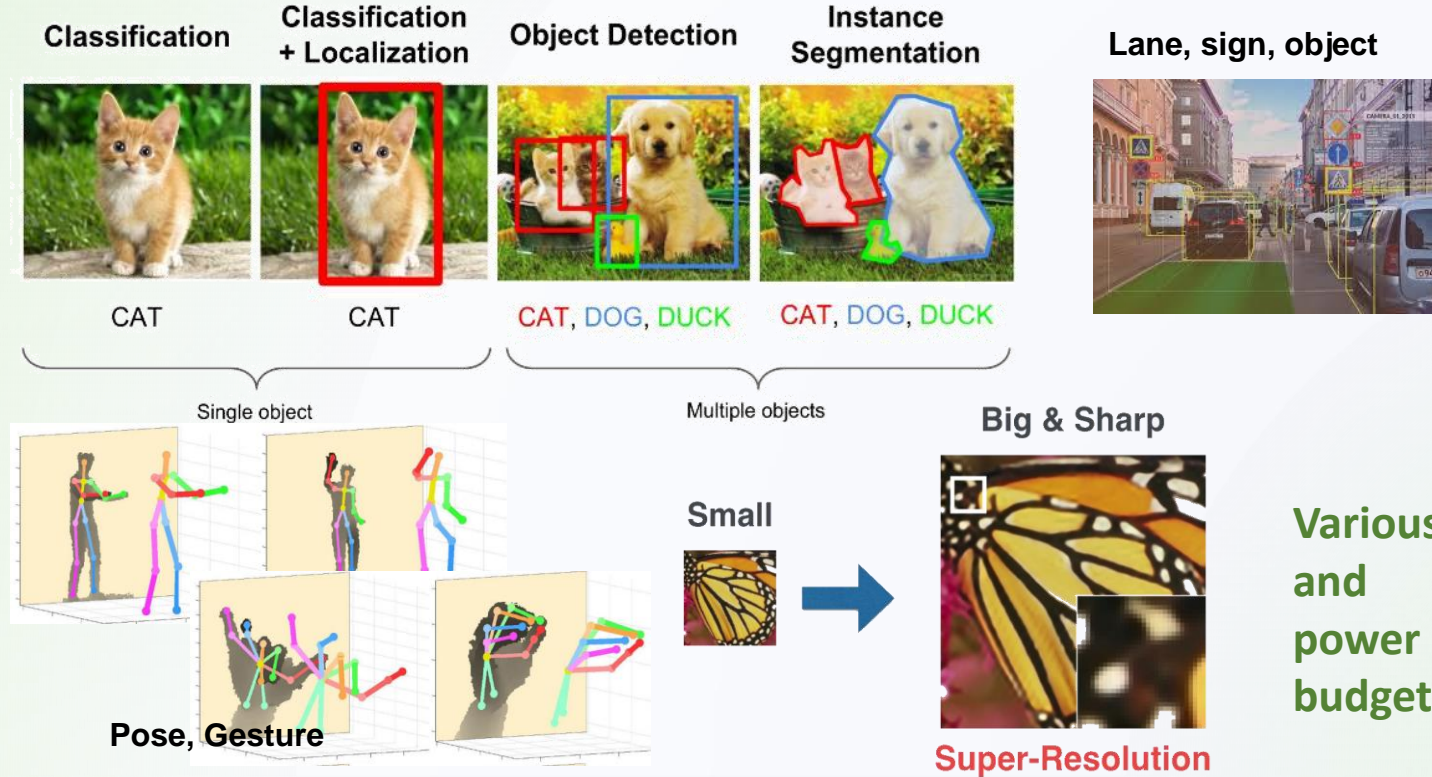 Classification
Classification
+ Localization
Object Detection
Instance
Segmentation
Lane, sign, object
CAT
CAT
CAT, DOG, DUCK
CAT, DOG, DUCK
Single object
Multiple objects
Pose, Gesture
Small
Big & Sharp
Super-Resolution
Various
and
power
budget